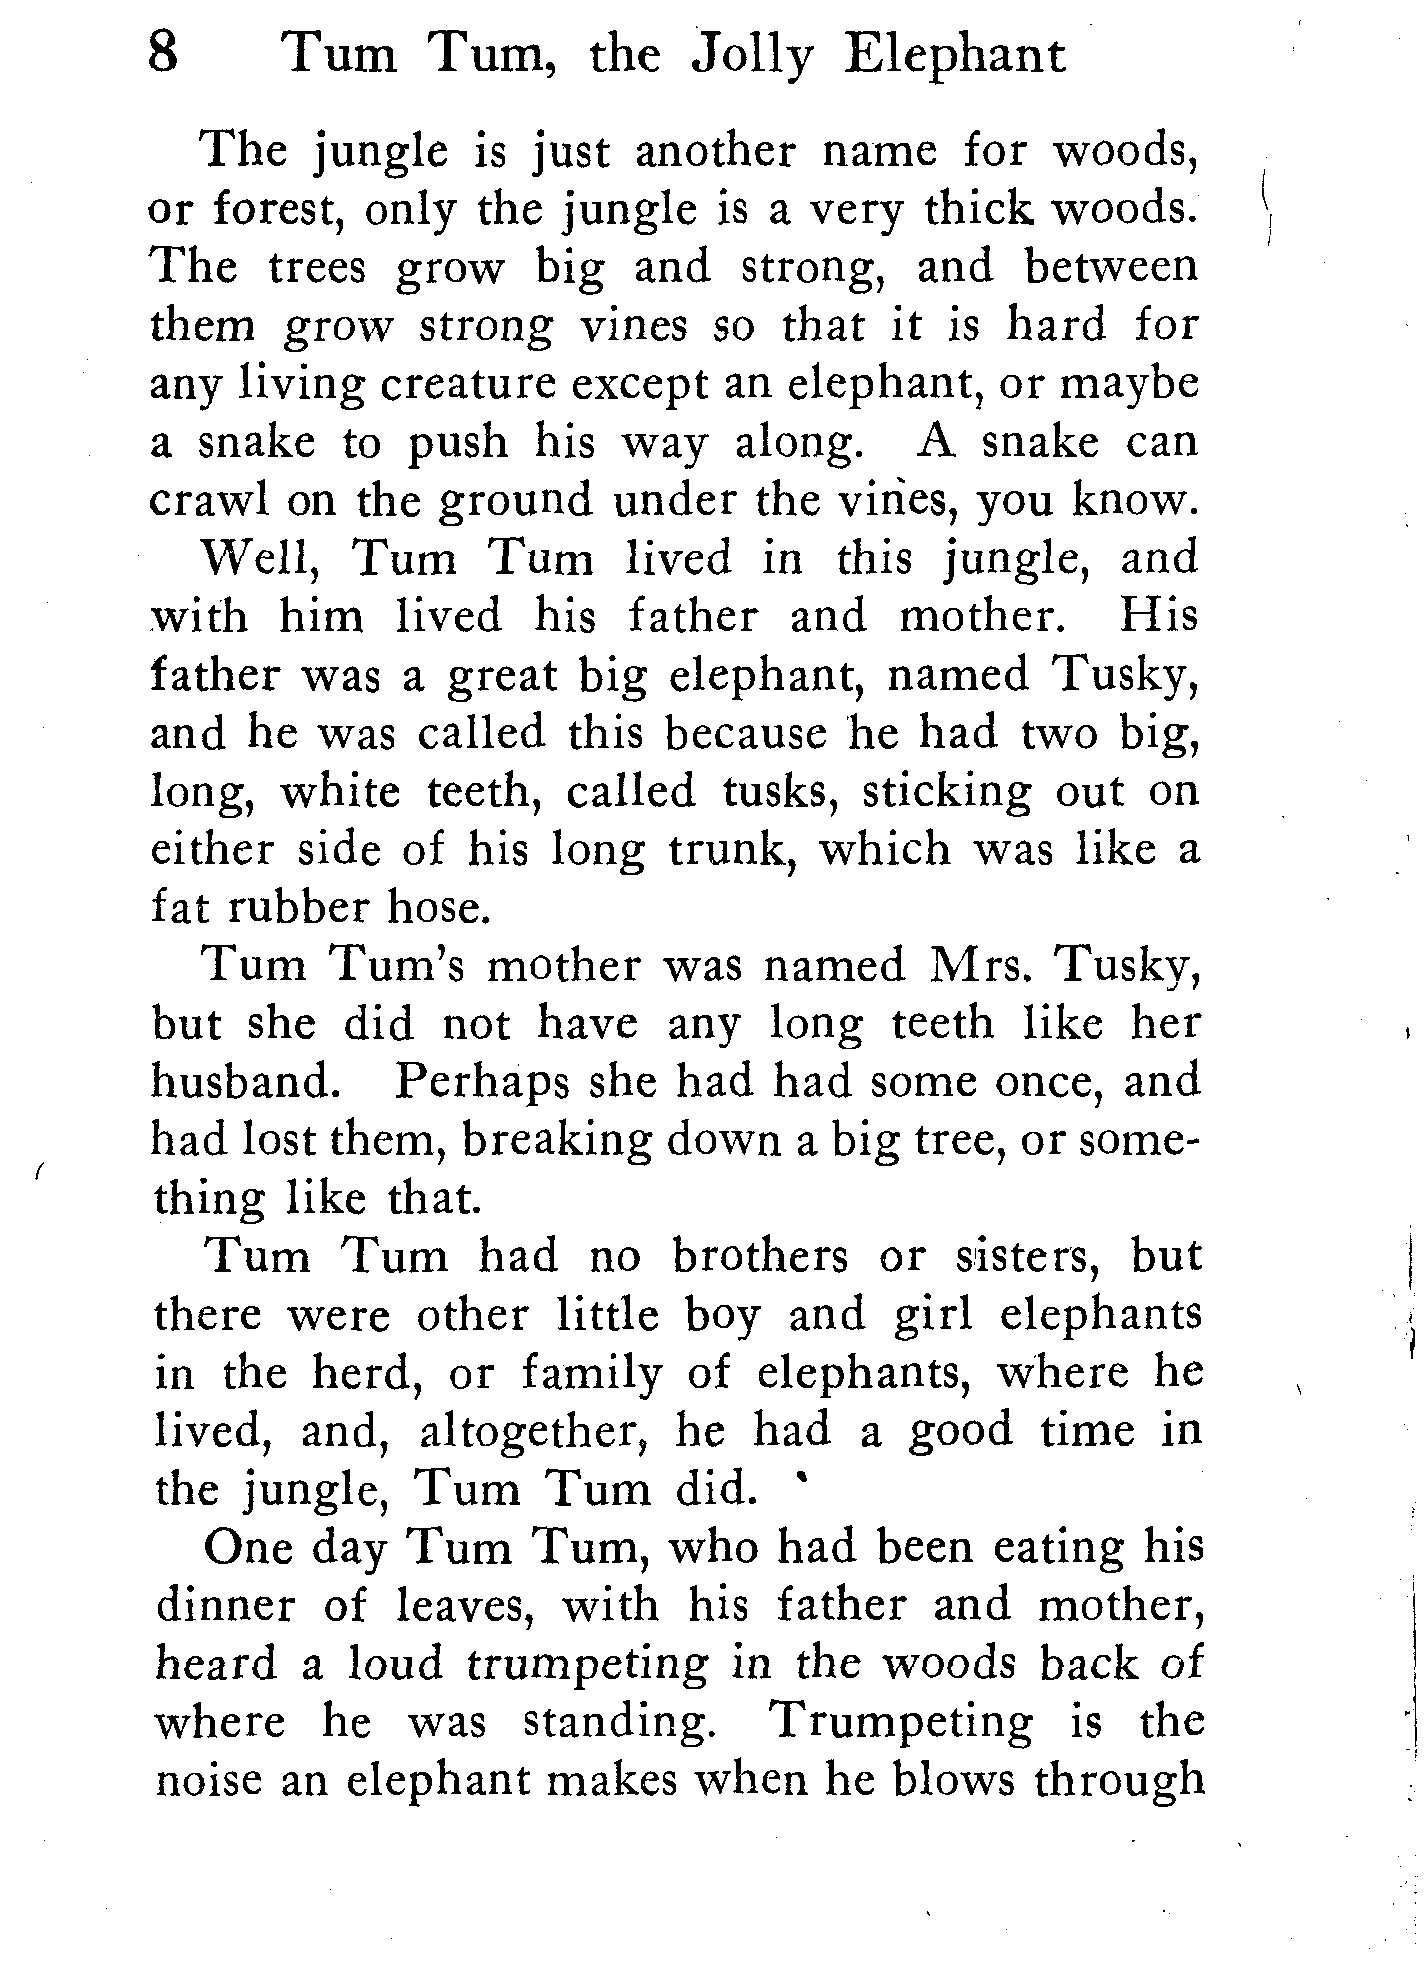 8 Tum Tum, the Jolly Elephant
The jungle is just another name for woods,
or forest, only the jungle is a very thick woods.
The trees grow big and strong, and between
them grow strong vines so that it is hard for
any living creature except an elephant, or maybe
a snake to push his way along. A snake can
crawl on the ground under the vines, you know.
Well, Tum Tum lived in this jungle, and
with him lived his father and mother. His
father was a great big elephant, named Tusky,
and he was called this because he had two big,
long, white teeth, called tusks, sticking out on
either side of his long trunk, which was like a
fat rubber hose.
Tum Tum's mother was named Mrs. Tusky,
but she did not have any long teeth like her
husband. Perhaps she had had some once, and
had lost them, breaking down a big tree, or some-
thing like that.
Tum Tum had no brothers or sisters, but
there were other little boy and girl elephants
in the herd, or family of elephants, where he
lived, and, altogether, he had a good time in
the jungle, Tum Tum did.
One day Tum Tum, who had been eating his
dinner of leaves, with his father and mother,
heard a loud trumpeting in the woods back of
where he was standing. Trumpeting is the
noise an elephant makes when he blows through